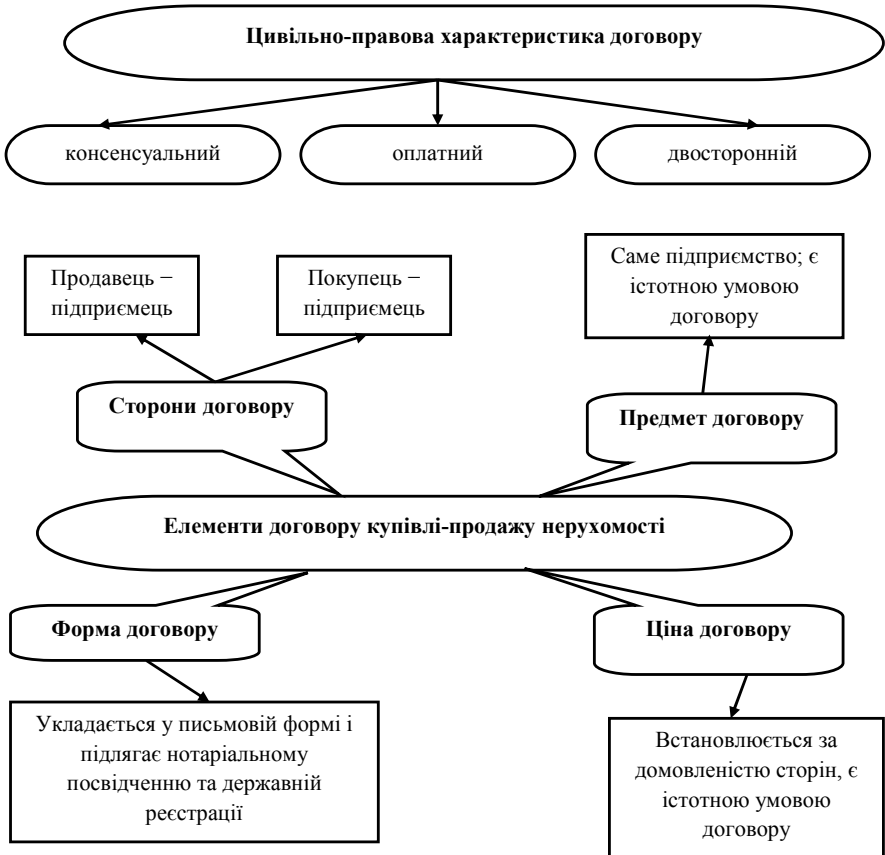 Цивільно-правова характеристика договору
консенсуальний
оплатний
двосторонній
Продавець −
підприємець
Покупець −
підприємець
Саме підприємство; є
істотною умовою
договору
Сторони договору
Предмет договору
Елементи договору купівлі-продажу нерухомості
Форма договору
Ціна договору
Укладається у письмовій формі і
підлягає нотаріальному
посвідченню та державній
реєстрації
Встановлюється за
домовленістю сторін, є
істотною умовою
договору